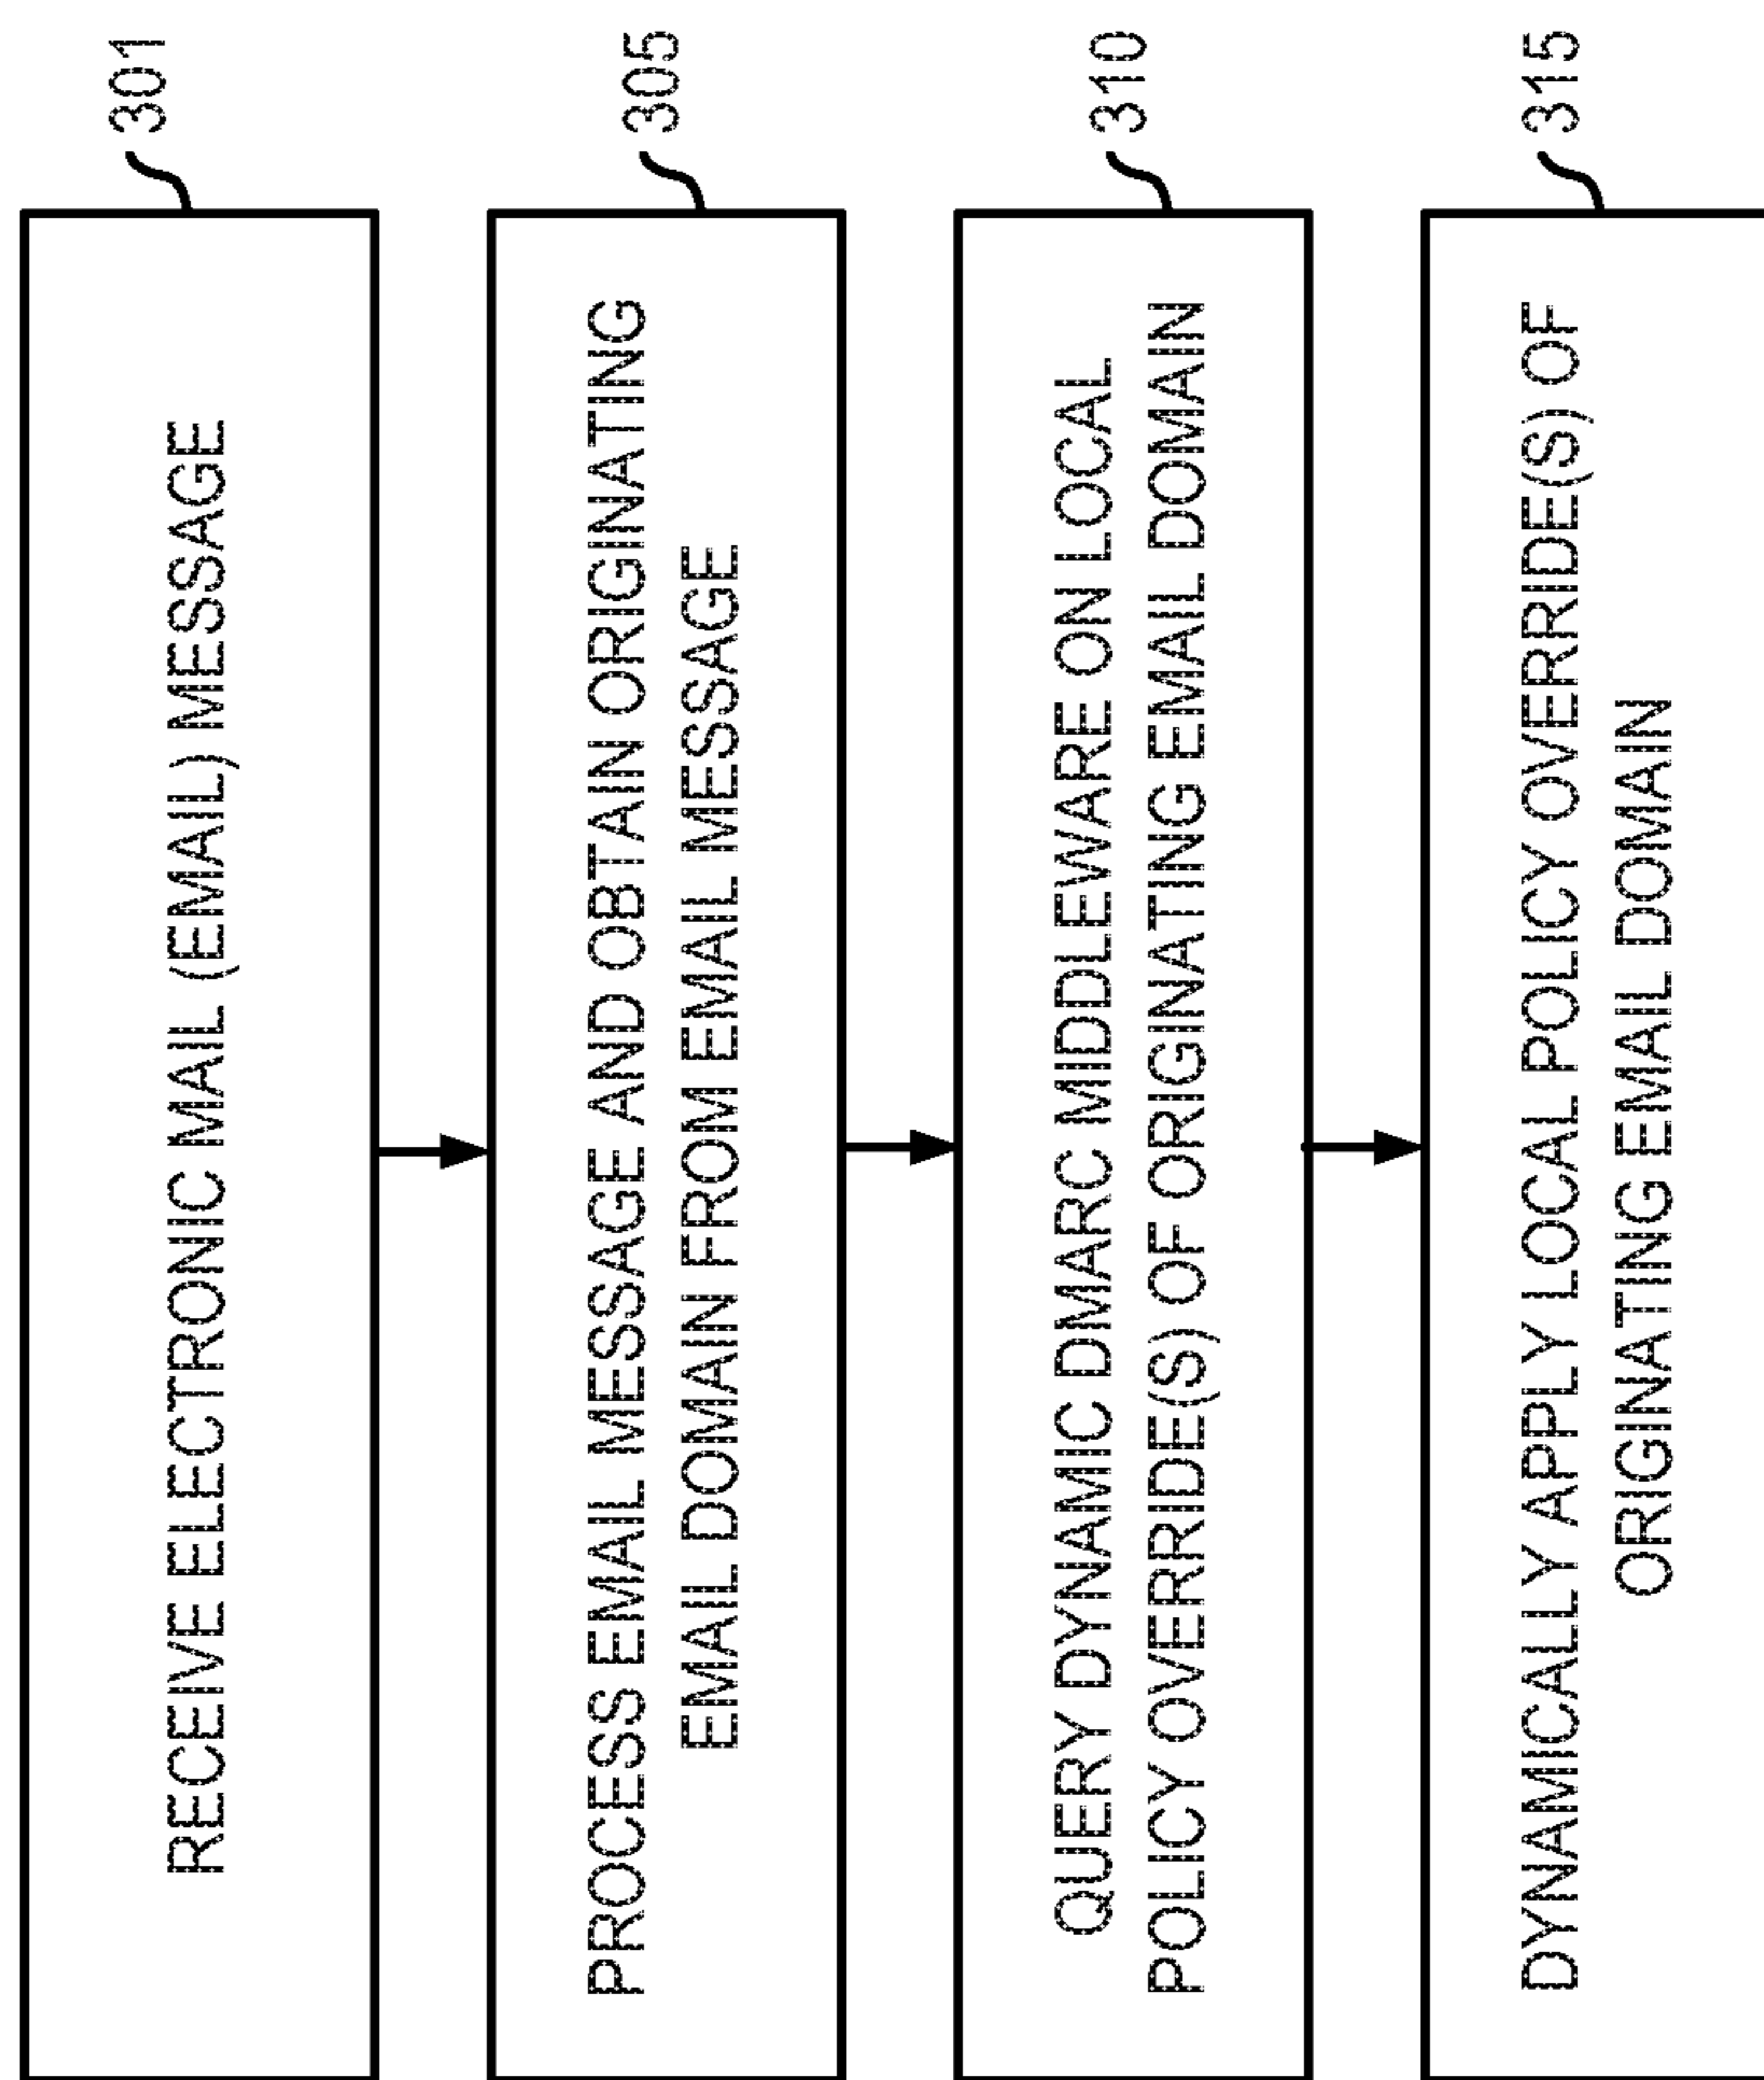 301
RECEIVE ELECTRONIC MAIL (EMAIL) MESSAGE
305
PROCESS EMAIL MESSAGE AND OBTAIN ORIGINATING
EMAIL DOMAIN FROM EMAIL MESSAGE
310
QUERY DYNAMIC DMARC MIDDLEWARE ON LOCAL
POLICY OVERRIDE(S) OF ORIGINATING EMAIL DOMAIN
315
DYNAMICALLY APPLY LOCAL POLICY OVERRIDE(S) OF
ORIGINATING EMAIL DOMAIN